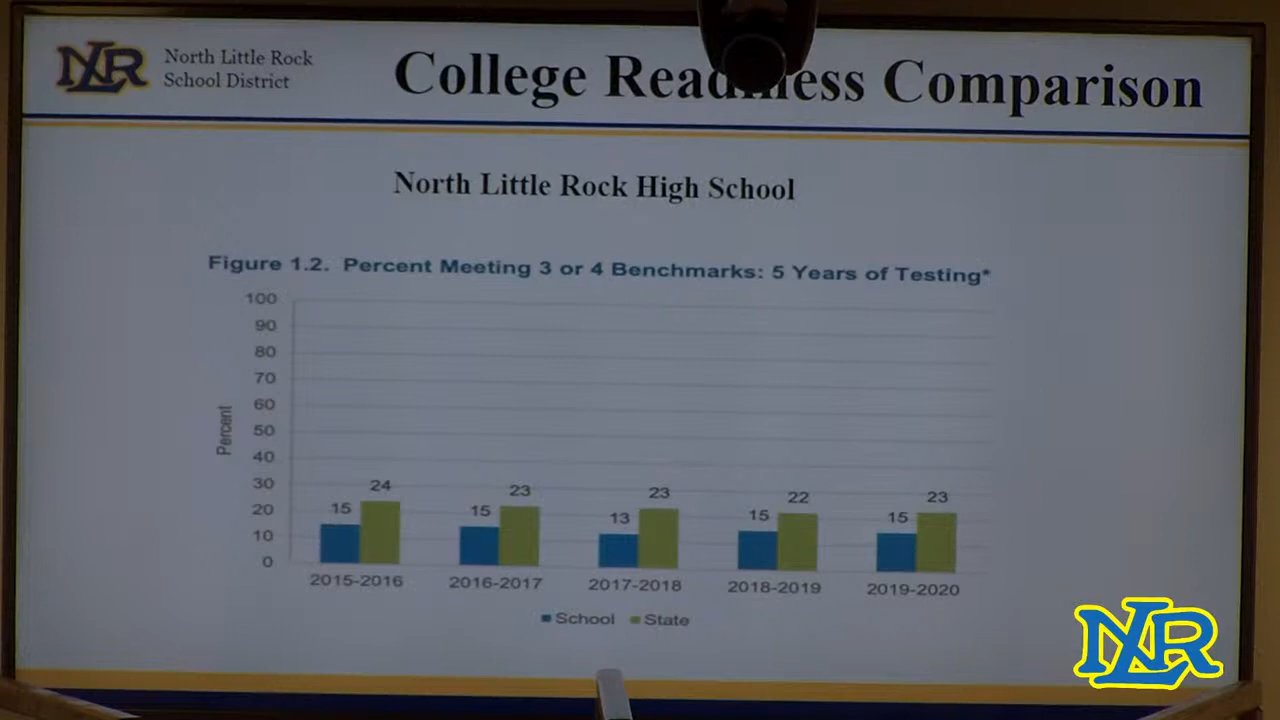 NLR
North Little Rock
School District
College Readiness Comparison
North Little Rock High School
Figure 1.2. Percent Meeting 3 or 4 Benchmarks: 5 Years of Testing*
Percent
100
90
80
70
60
50
40
30
20
10
0
15 24 15 23 13 23 15 22 15 23
2015-2016 2016-2017 2017-2018 2018-2019 2019-2020
School State
NLR